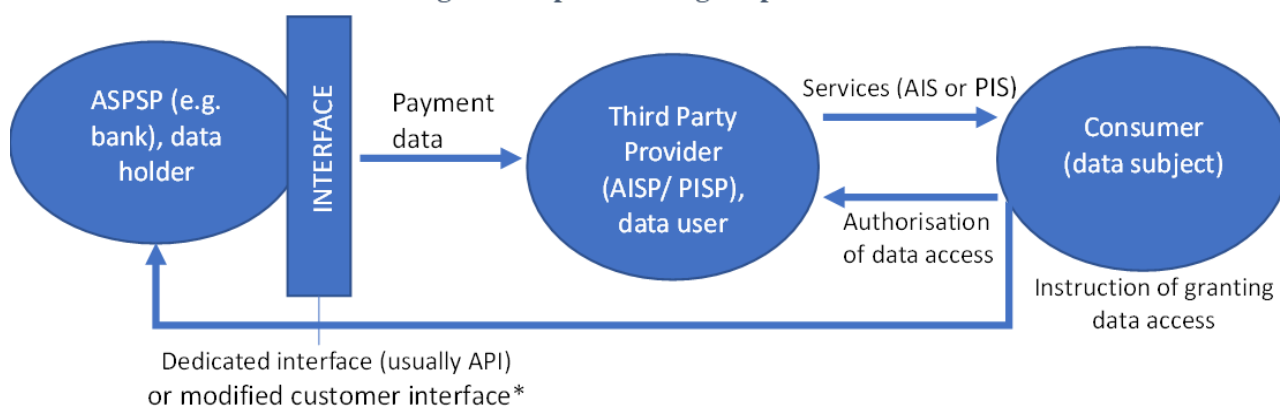 ASPSP (e.g.
bank), data
holder
INTERFACE
Payment
data
Third Party
Provider
(AISP/ PISP),
data user
Services (AIS or PIS)
Authorisation
of data access
Consumer
(data subject)
Instruction of granting
data access
Dedicated interface (usually API)
or modified customer interface*